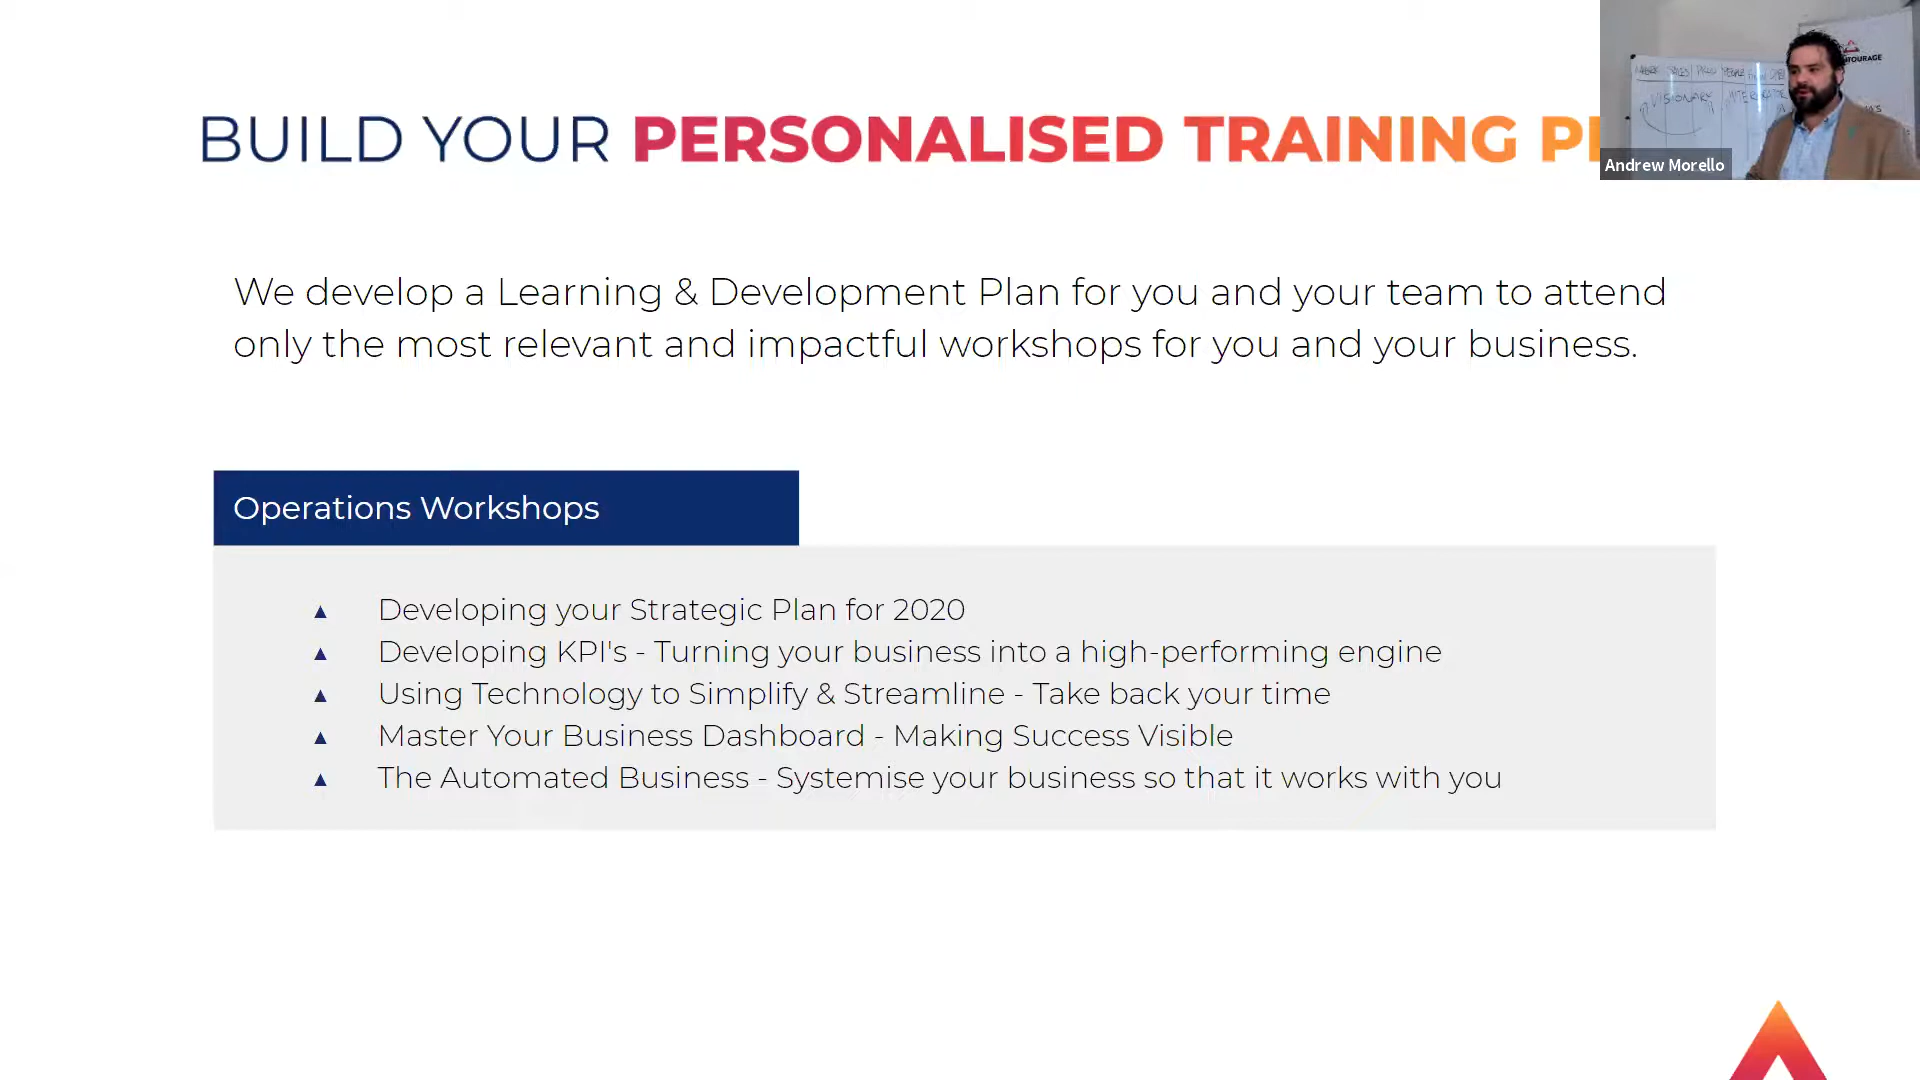 BUILD YOUR PERSONALISED TRAINING
We develop a Learning & Development Plan for you and your team to attend
only the most relevant and impactful workshops for you and your business.
Operations Workshops
Developing your Strategic Plan for 2020
Developing KPI's - Turning your business into a high-performing engine
Using Technology to Simplify & Streamline - Take back your time
Master Your Business Dashboard - Making Success Visible
The Automated Business - Systemise your business so that it works with you
SALES
VISIONARY
Andrew Morello